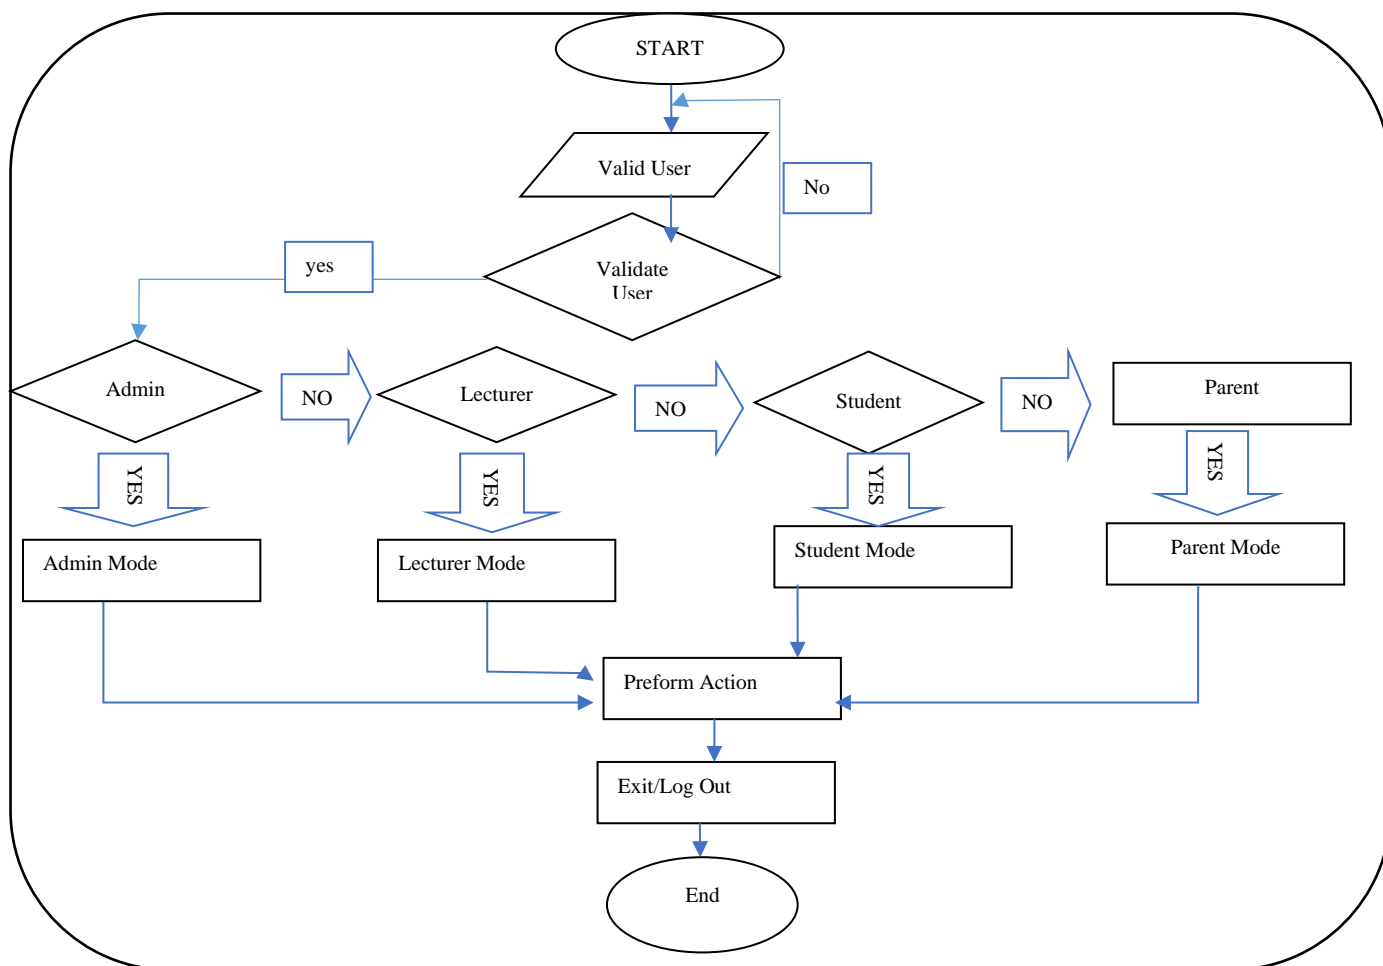 START
Valid User
No
Validate
User
yes
Admin
NO
Lecturer
NO
Student
NO
Parent
YES
YES
YES
YES
Admin Mode
Lecturer Mode
Student Mode
Parent Mode
Preform Action
Exit/Log Out
End